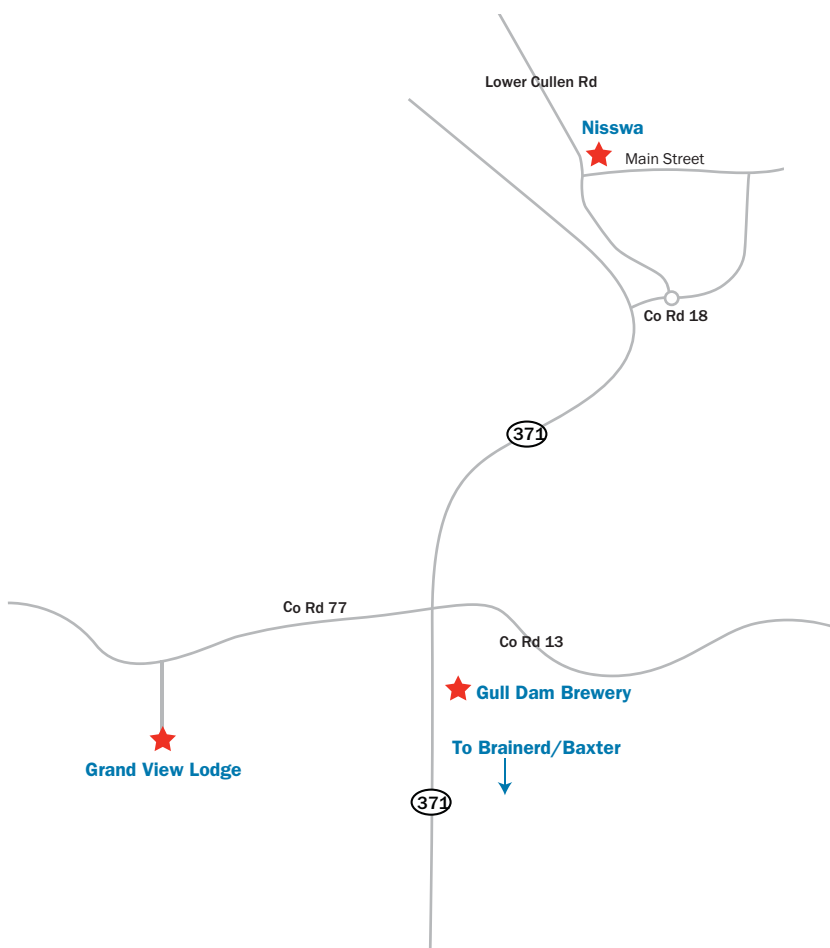 Lower Cullen Rd
Nisswa
Main Street
Co Rd 18
371
Co Rd 77
Co Rd 13
Gull Dam Brewery
To Brainerd/Baxter
Grand View Lodge
371